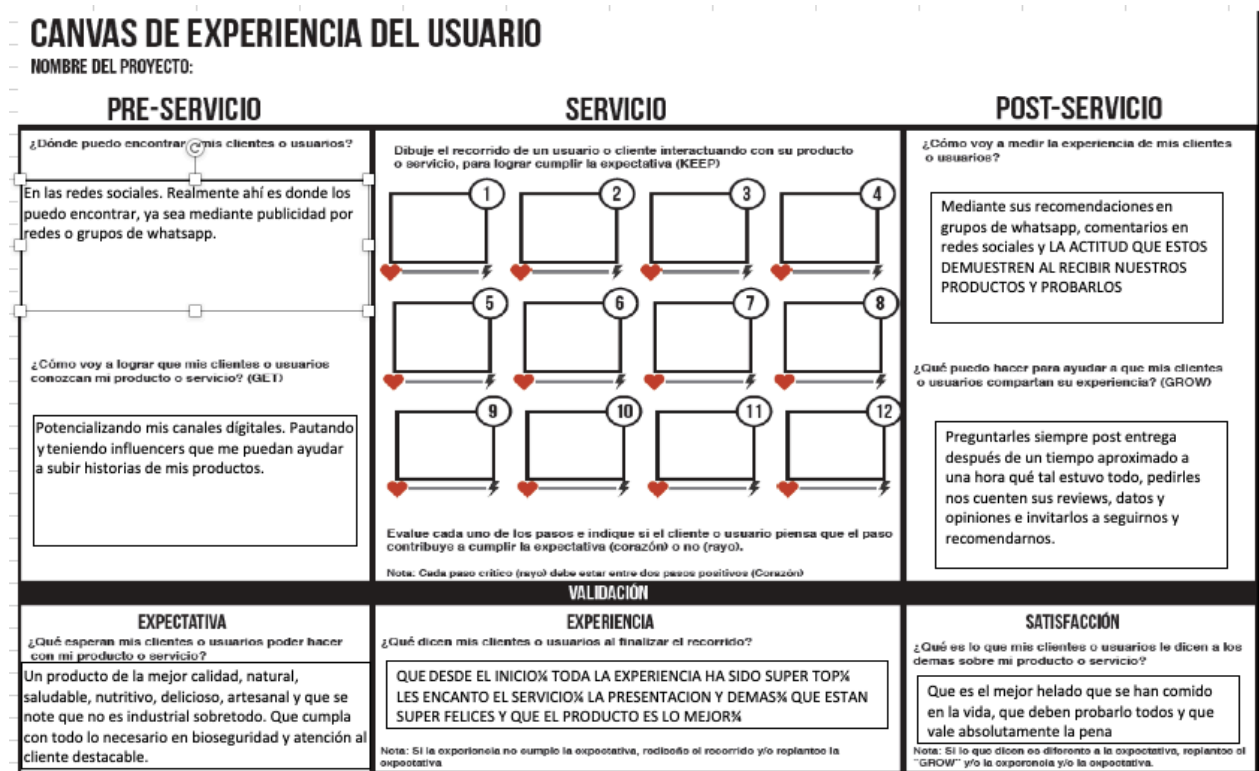 CANVAS DE EXPERIENCIA DEL USUARIO
NOMBRE DEL PROYECTO:
PRE-SERVICIO
¿Dónde puedo encontrar mis clientes o usuarios?
En las redes sociales. Realmente ahí es donde los
puedo encontrar, ya sea mediante publicidad por
redes o grupos de whatsapp.
¿Cómo voy a lograr que mis clientes o usuarios
conozcan mi producto o servicio? (GET)
Potencializando mis canales dígitales. Pautando
y teniendo influencers que me puedan ayudar
a subir historias de mis productos.
SERVICIO
Dibuje el recorrido de un usuario o cliente interactuando con su producto
o servicio, para lograr cumplir la expectativa (KEEP)
1 2 3 4
5 6 7 8
9 10 11 12
Evalue cada uno de los pasos e indique si el cliente o usuario piensa que el paso
contribuye a cumplir la expectativa (corazón) o no (rayo).
Nota: Cada paso critico (rayo) debe estar entre dos pasos positivos (Corazón)
POST-SERVICIO
¿Cómo voy a medir la experiencia de mis clientes
o usuarios?
Mediante sus recomendaciones en
grupos de whatsapp, comentarios en
redes sociales y LA ACTITUD QUE ESTOS
DEMUESTREN AL RECIBIR NUESTROS
PRODUCTOS Y PROBARLOS
¿Qué puedo hacer para ayudar a que mis clientes
o usuarios compartan su experiencia? (GROW)
Preguntarles siempre post entrega
después de un tiempo aproximado a
una hora qué tal estuvo todo, pedirles
nos cuenten sus reviews, datos y
opiniones e invitarlos a seguirnos y
recomendarnos.
VALIDACIÓN
EXPECTATIVA
¿Qué esperan mis clientes o usuarios poder hacer
con mi producto o servicio?
Un producto de la mejor calidad, natural,
saludable, nutritivo, delicioso, artesanal y que se
note que no es industrial sobretodo. Que cumpla
con todo lo necesario en bioseguridad y atención al
cliente destacable.
EXPERIENCIA
¿Qué dicen mis clientes o usuarios al finalizar el recorrido?
QUE DESDE EL INICIO% TODA LA EXPERIENCIA HA SIDO SUPER TOP%
LES ENCANTO EL SERVICIO% LA PRESENTACION Y DEMAS% QUE ESTAN
SUPER FELICES Y QUE EL PRODUCTO ES LO MEJOR%
Nota: Si la experiencia no cumple la expectativa, rediseñe el recorrido y/o replantee la
expectativa
SATISFACCIÓN
¿Qué es lo que mis clientes o usuarios le dicen a los
demas sobre mi producto o servicio?
Que es el mejor helado que se han comido
en la vida, que deben probarlo todos y que
vale absolutamente la pena
Nota: Si lo que dicen es diferente a la expectativa, replantee el
"GROW" y/o la experencia y/o la expectativa.